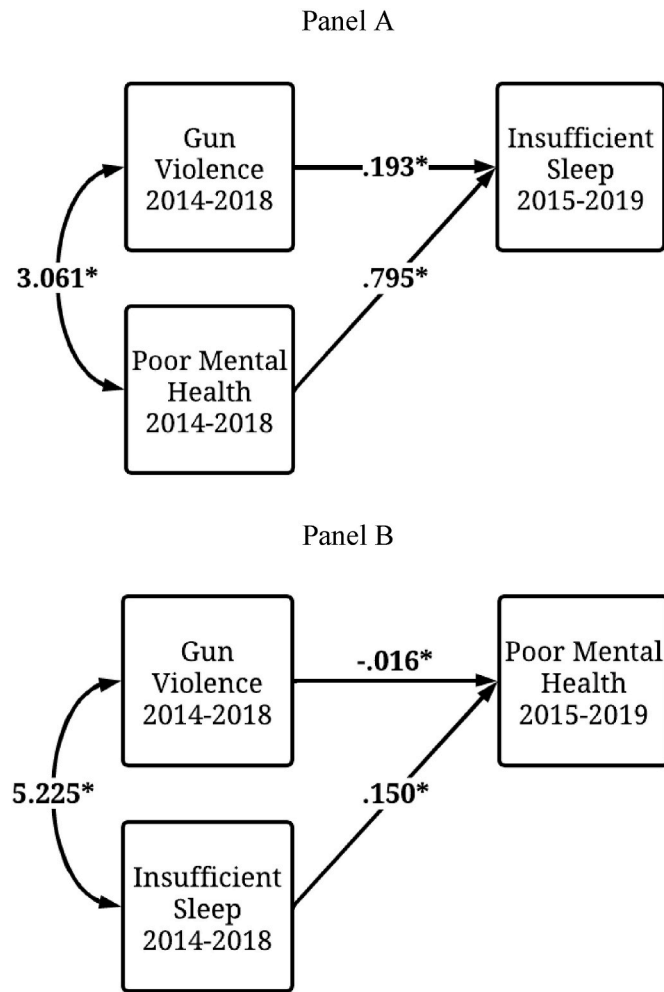 Panel A
Gun
Violence
2014-2018
.193*
Insufficient
Sleep
2015-2019
3.061*
.795*
Poor Mental
Health
2014-2018
Panel B
Gun
Violence
2014-2018
-.016*
Poor Mental
Health
2015-2019
5.225*
.150*
Insufficient
Sleep
2014-2018